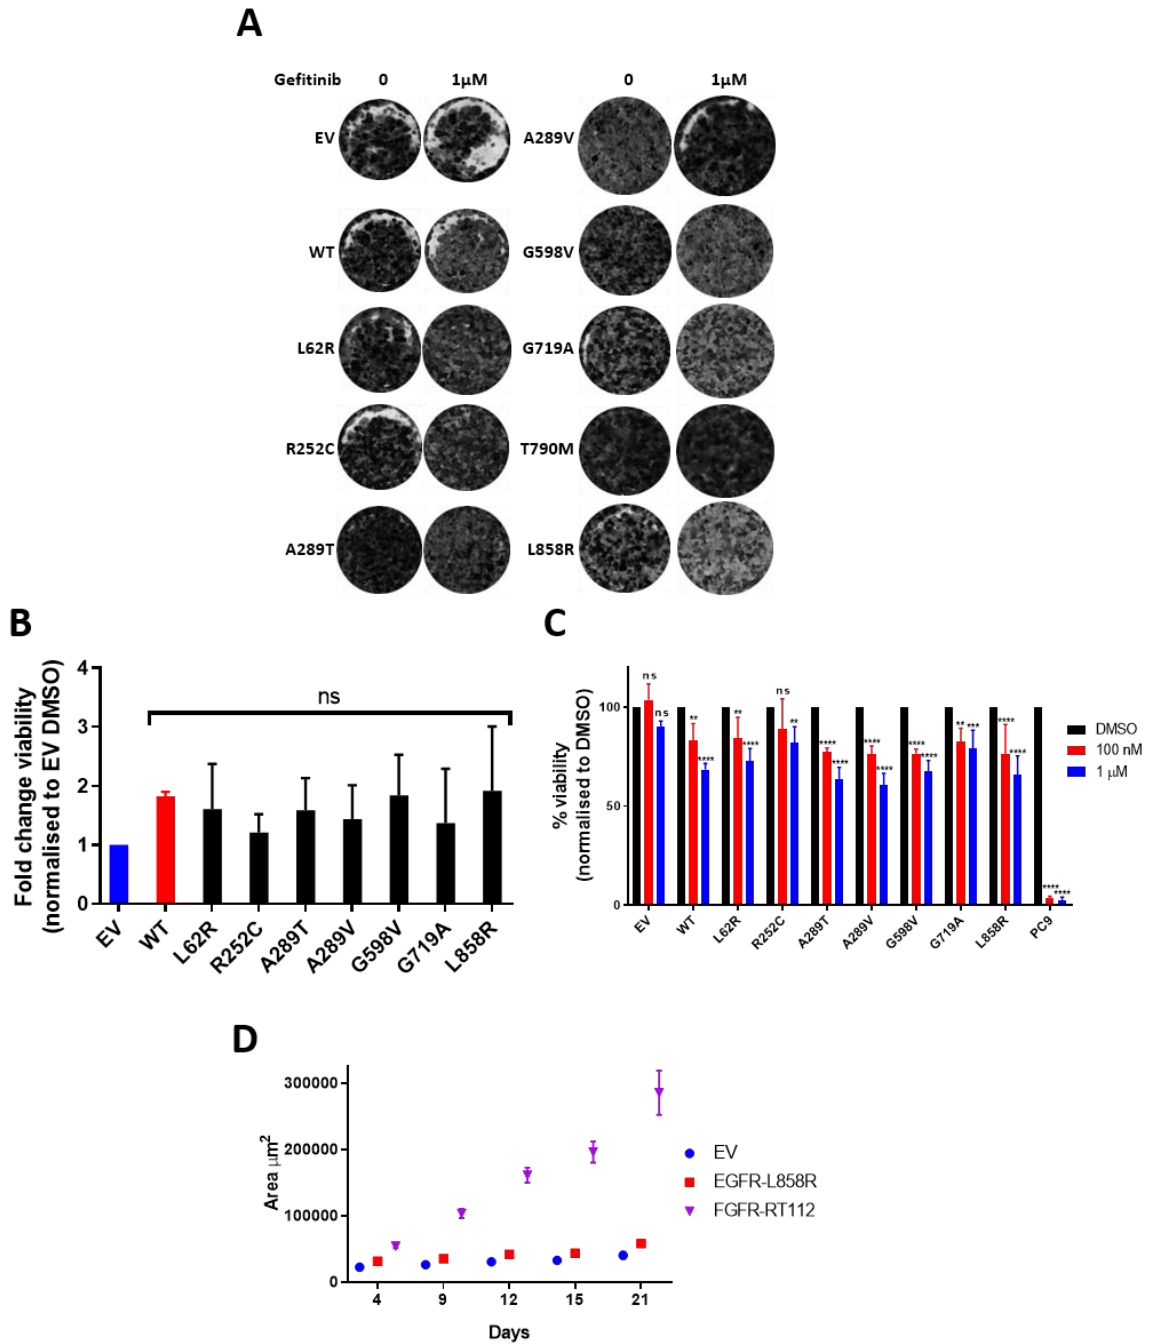 A
Gefitinib 0 1μM 0 1μM
EV A289V
WT G598V
L62R G719A
R252C T790M
A289T L858R
B
Fold change viability
(normalised to EV DMSO)
4
3
2
1
0
ns
EV WT L62R R252C A289T A289V G598V G719A L858R
C
% viability
(normalised to DMSO)
100
50
0
ns ns
** ****
** ****
ns **
**** ****
**** ****
**** ****
** ***
**** ****
**** ****
EV WT L62R R252C A289T A289V G598V G719A L858R PC9
DMSO
100 nM
1 μM
D
Area μm²
300000
200000
100000
0
4 9 12 15 21
Days
EV
EGFR-L858R
FGFR-RT112